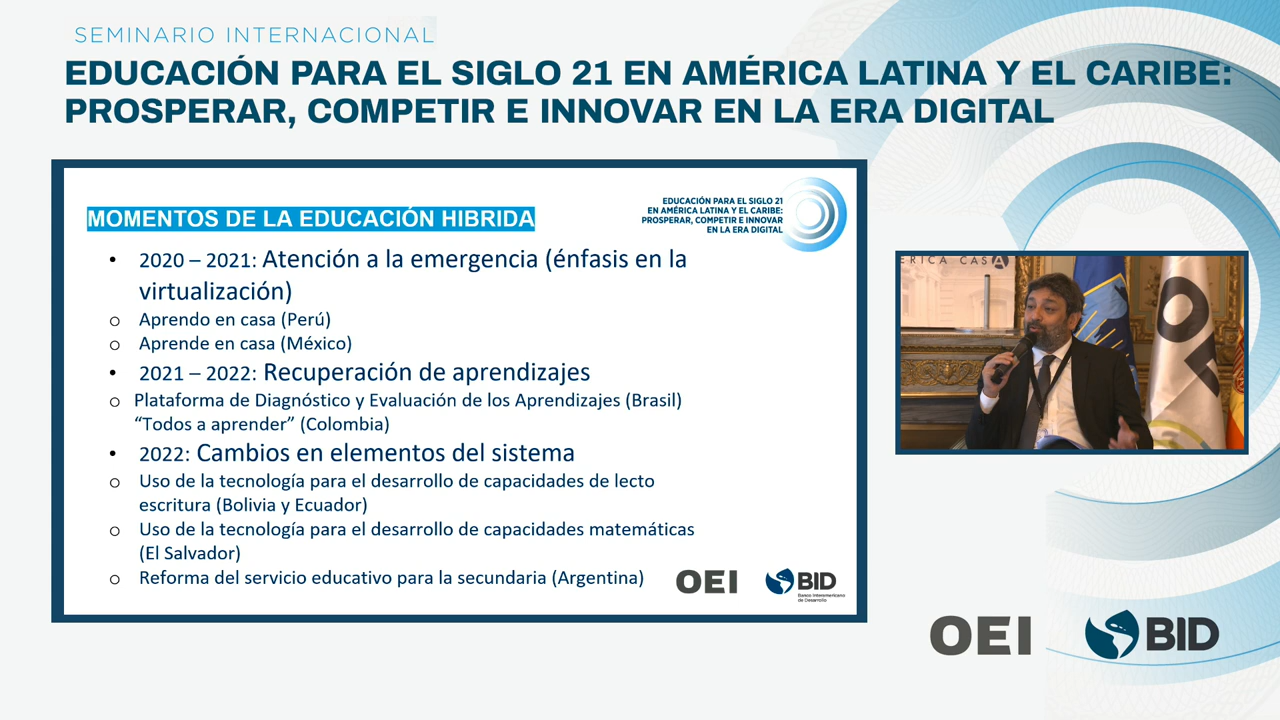 SEMINARIO INTERNACIONAL
EDUCACIÓN PARA EL SIGLO 21 EN AMÉRICA LATINA Y EL CARIBE:
PROSPERAR, COMPETIR E INNOVAR EN LA ERA DIGITAL
MOMENTOS DE LA EDUCACIÓN HIBRIDA
EDUCACIÓN PARA EL SIGLO 21
EN AMÉRICA LATINA Y EL CARIBE:
PROSPERAR, COMPETIR E INNOVAR
EN LA ERA DIGITAL
• 2020 – 2021: Atención a la emergencia (énfasis en la
virtualización)
o Aprendo en casa (Perú)
o Aprende en casa (México)
• 2021 – 2022: Recuperación de aprendizajes
o Plataforma de Diagnóstico y Evaluación de los Aprendizajes (Brasil)
“Todos a aprender” (Colombia)
• 2022: Cambios en elementos del sistema
o Uso de la tecnología para el desarrollo de capacidades de lecto
escritura (Bolivia y Ecuador)
o Uso de la tecnología para el desarrollo de capacidades matemáticas
(El Salvador)
o Reforma del servicio educativo para la secundaria (Argentina)
OEI
BID
Banco Interamericano
de Desarrollo
CASA
OEI
BID